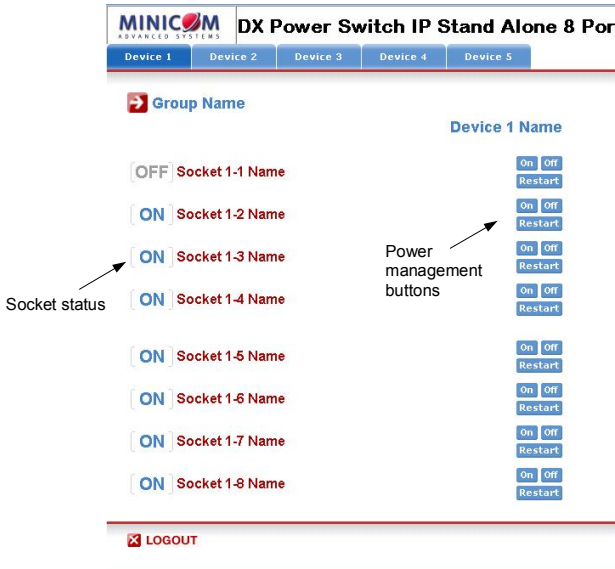 MINICOM
ADVANCED SYSTEMS
DX Power Switch IP Stand Alone 8 Por
Device 1 Device 2 Device 3 Device 4 Device 5
Group Name
Device 1 Name
OFF Socket 1-1 Name On Off
Restart
ON Socket 1-2 Name On Off
Restart
ON Socket 1-3 Name On Off
Restart
ON Socket 1-4 Name On Off
Restart
Socket status
Power
management
buttons
ON Socket 1-5 Name On Off
Restart
ON Socket 1-6 Name On Off
Restart
ON Socket 1-7 Name On Off
Restart
ON Socket 1-8 Name On Off
Restart
LOGOUT